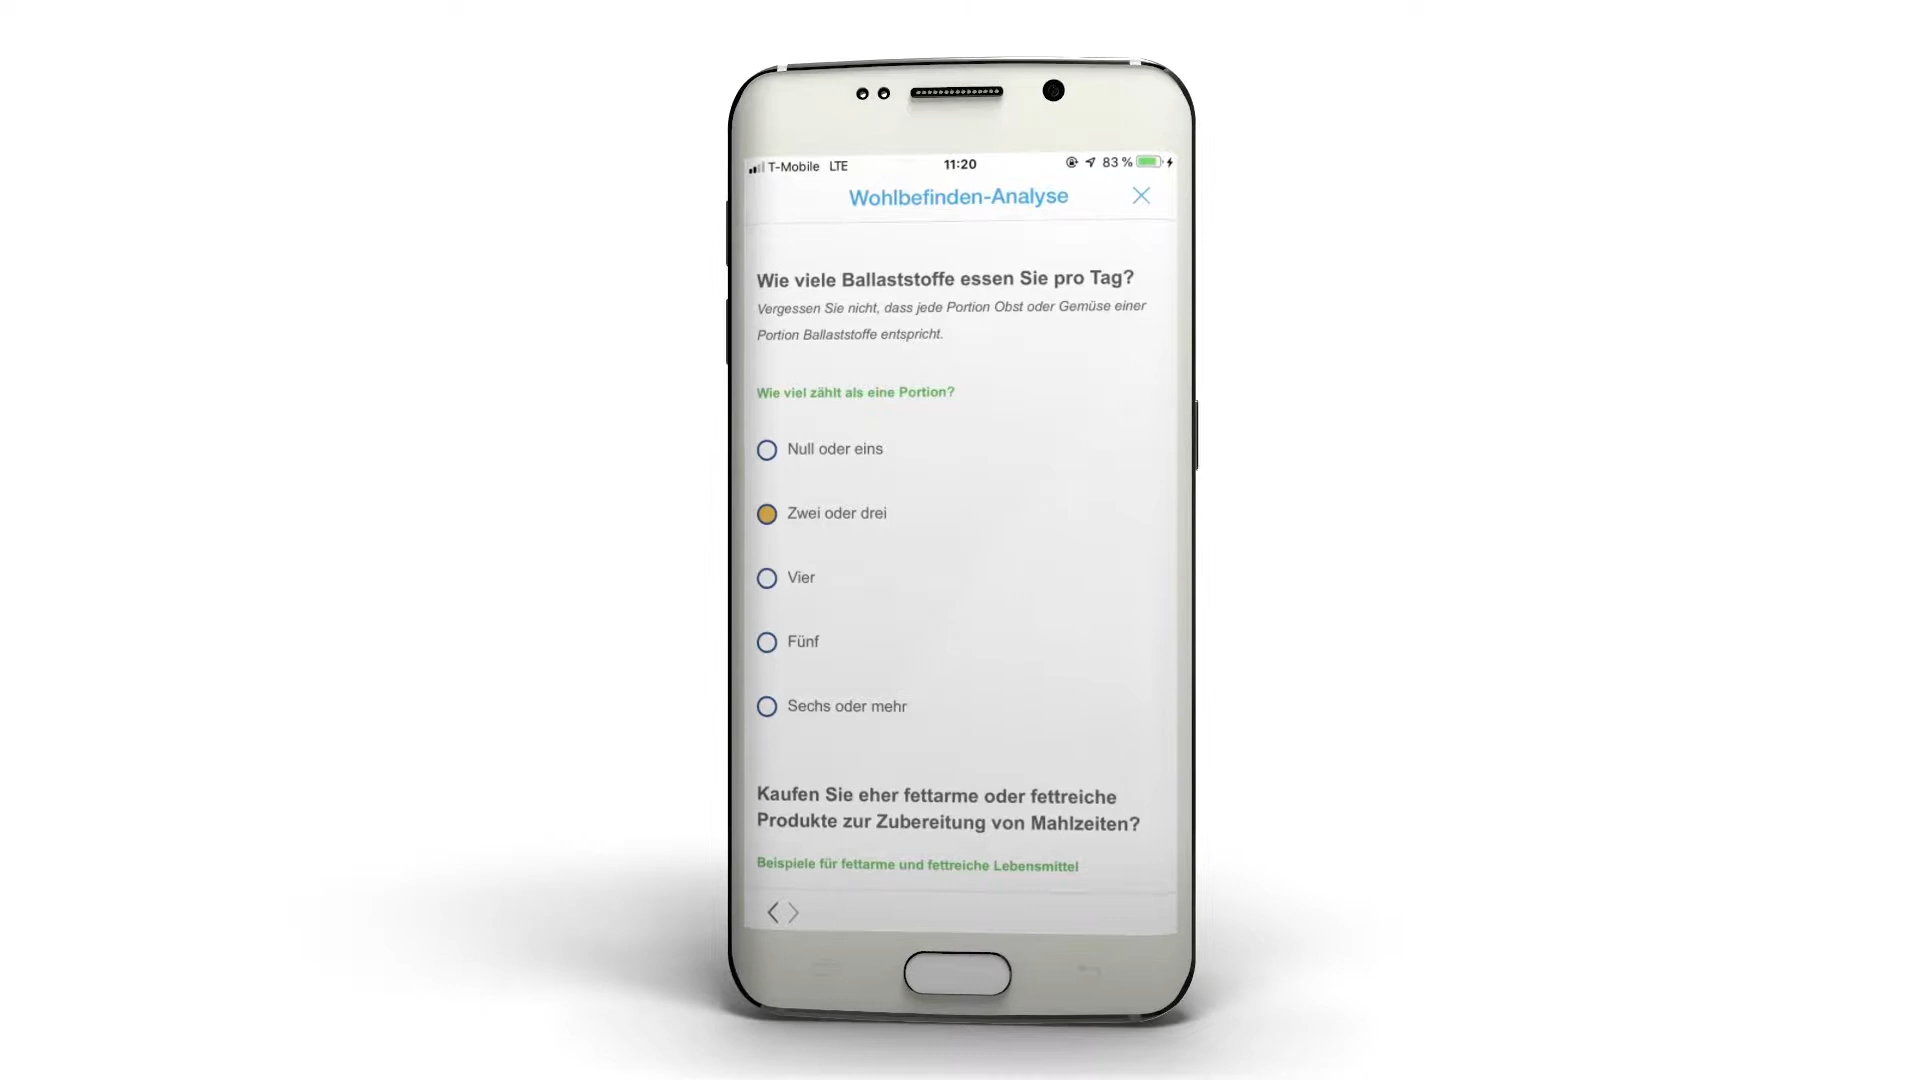 T-Mobile LTE 11:20 83 %
Wohlbefinden-Analyse
Wie viele Ballaststoffe essen Sie pro Tag?
Vergessen Sie nicht, dass jede Portion Obst oder Gemüse einer
Portion Ballaststoffe entspricht.
Wie viel zählt als eine Portion?
Null oder eins
Zwei oder drei
Vier
Fünf
Sechs oder mehr
Kaufen Sie eher fettarme oder fettreiche
Produkte zur Zubereitung von Mahlzeiten?
Beispiele für fettarme und fettreiche Lebensmittel